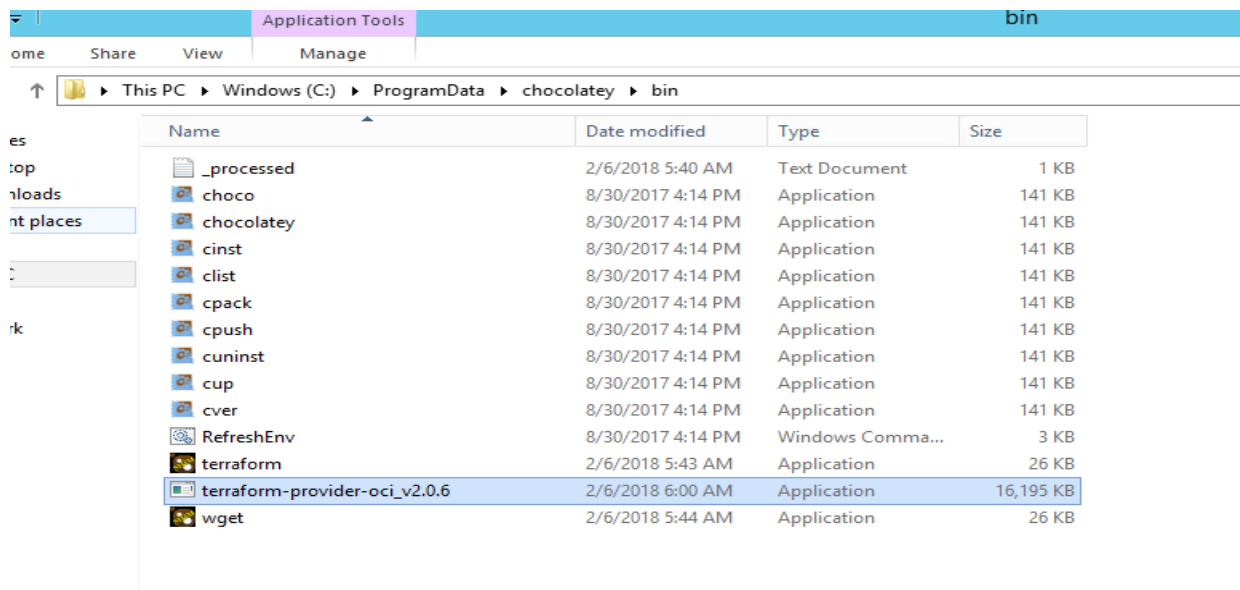 Application Tools bin
ome Share View Manage
This PC Windows (C:) ProgramData chocolatey bin
Name Date modified Type Size
es
top
nloads
nt places
C
rk
_processed 2/6/2018 5:40 AM Text Document 1 KB
choco 8/30/2017 4:14 PM Application 141 KB
chocolatey 8/30/2017 4:14 PM Application 141 KB
cinst 8/30/2017 4:14 PM Application 141 KB
clist 8/30/2017 4:14 PM Application 141 KB
cpack 8/30/2017 4:14 PM Application 141 KB
cpush 8/30/2017 4:14 PM Application 141 KB
cuninst 8/30/2017 4:14 PM Application 141 KB
cup 8/30/2017 4:14 PM Application 141 KB
cver 8/30/2017 4:14 PM Application 141 KB
RefreshEnv 8/30/2017 4:14 PM Windows Comma... 3 KB
terraform 2/6/2018 5:43 AM Application 26 KB
terraform-provider-oci_v2.0.6 2/6/2018 6:00 AM Application 16,195 KB
wget 2/6/2018 5:44 AM Application 26 KB